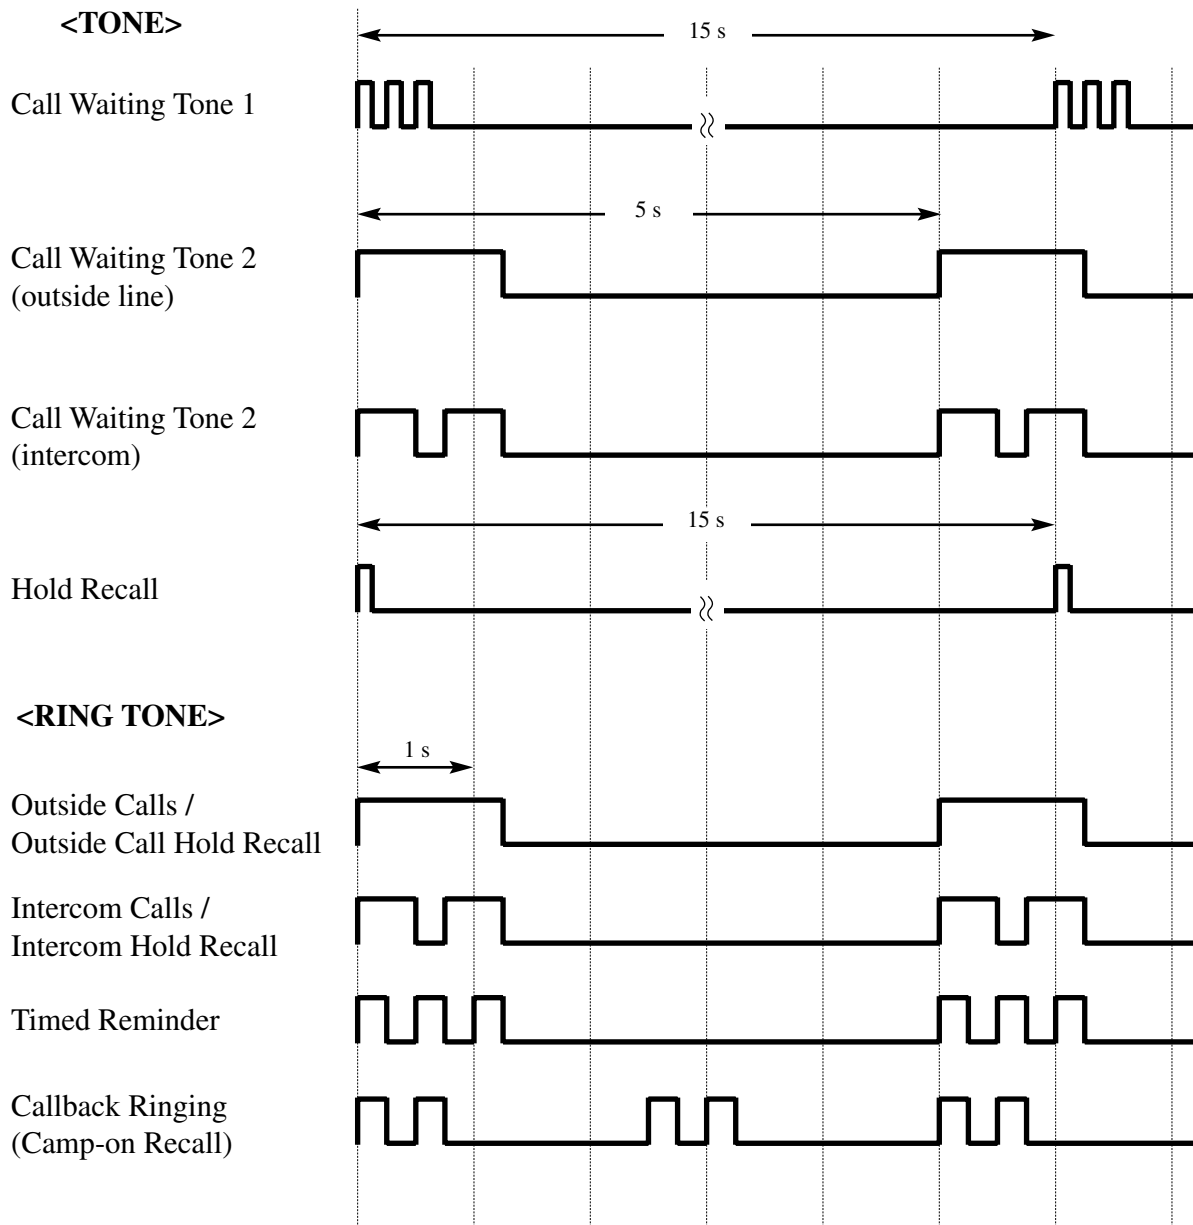 <TONE>
15 s
Call Waiting Tone 1
5 s
Call Waiting Tone 2
(outside line)
Call Waiting Tone 2
(intercom)
15 s
Hold Recall
<RING TONE>
1 s
Outside Calls /
Outside Call Hold Recall
Intercom Calls /
Intercom Hold Recall
Timed Reminder
Callback Ringing
(Camp-on Recall)